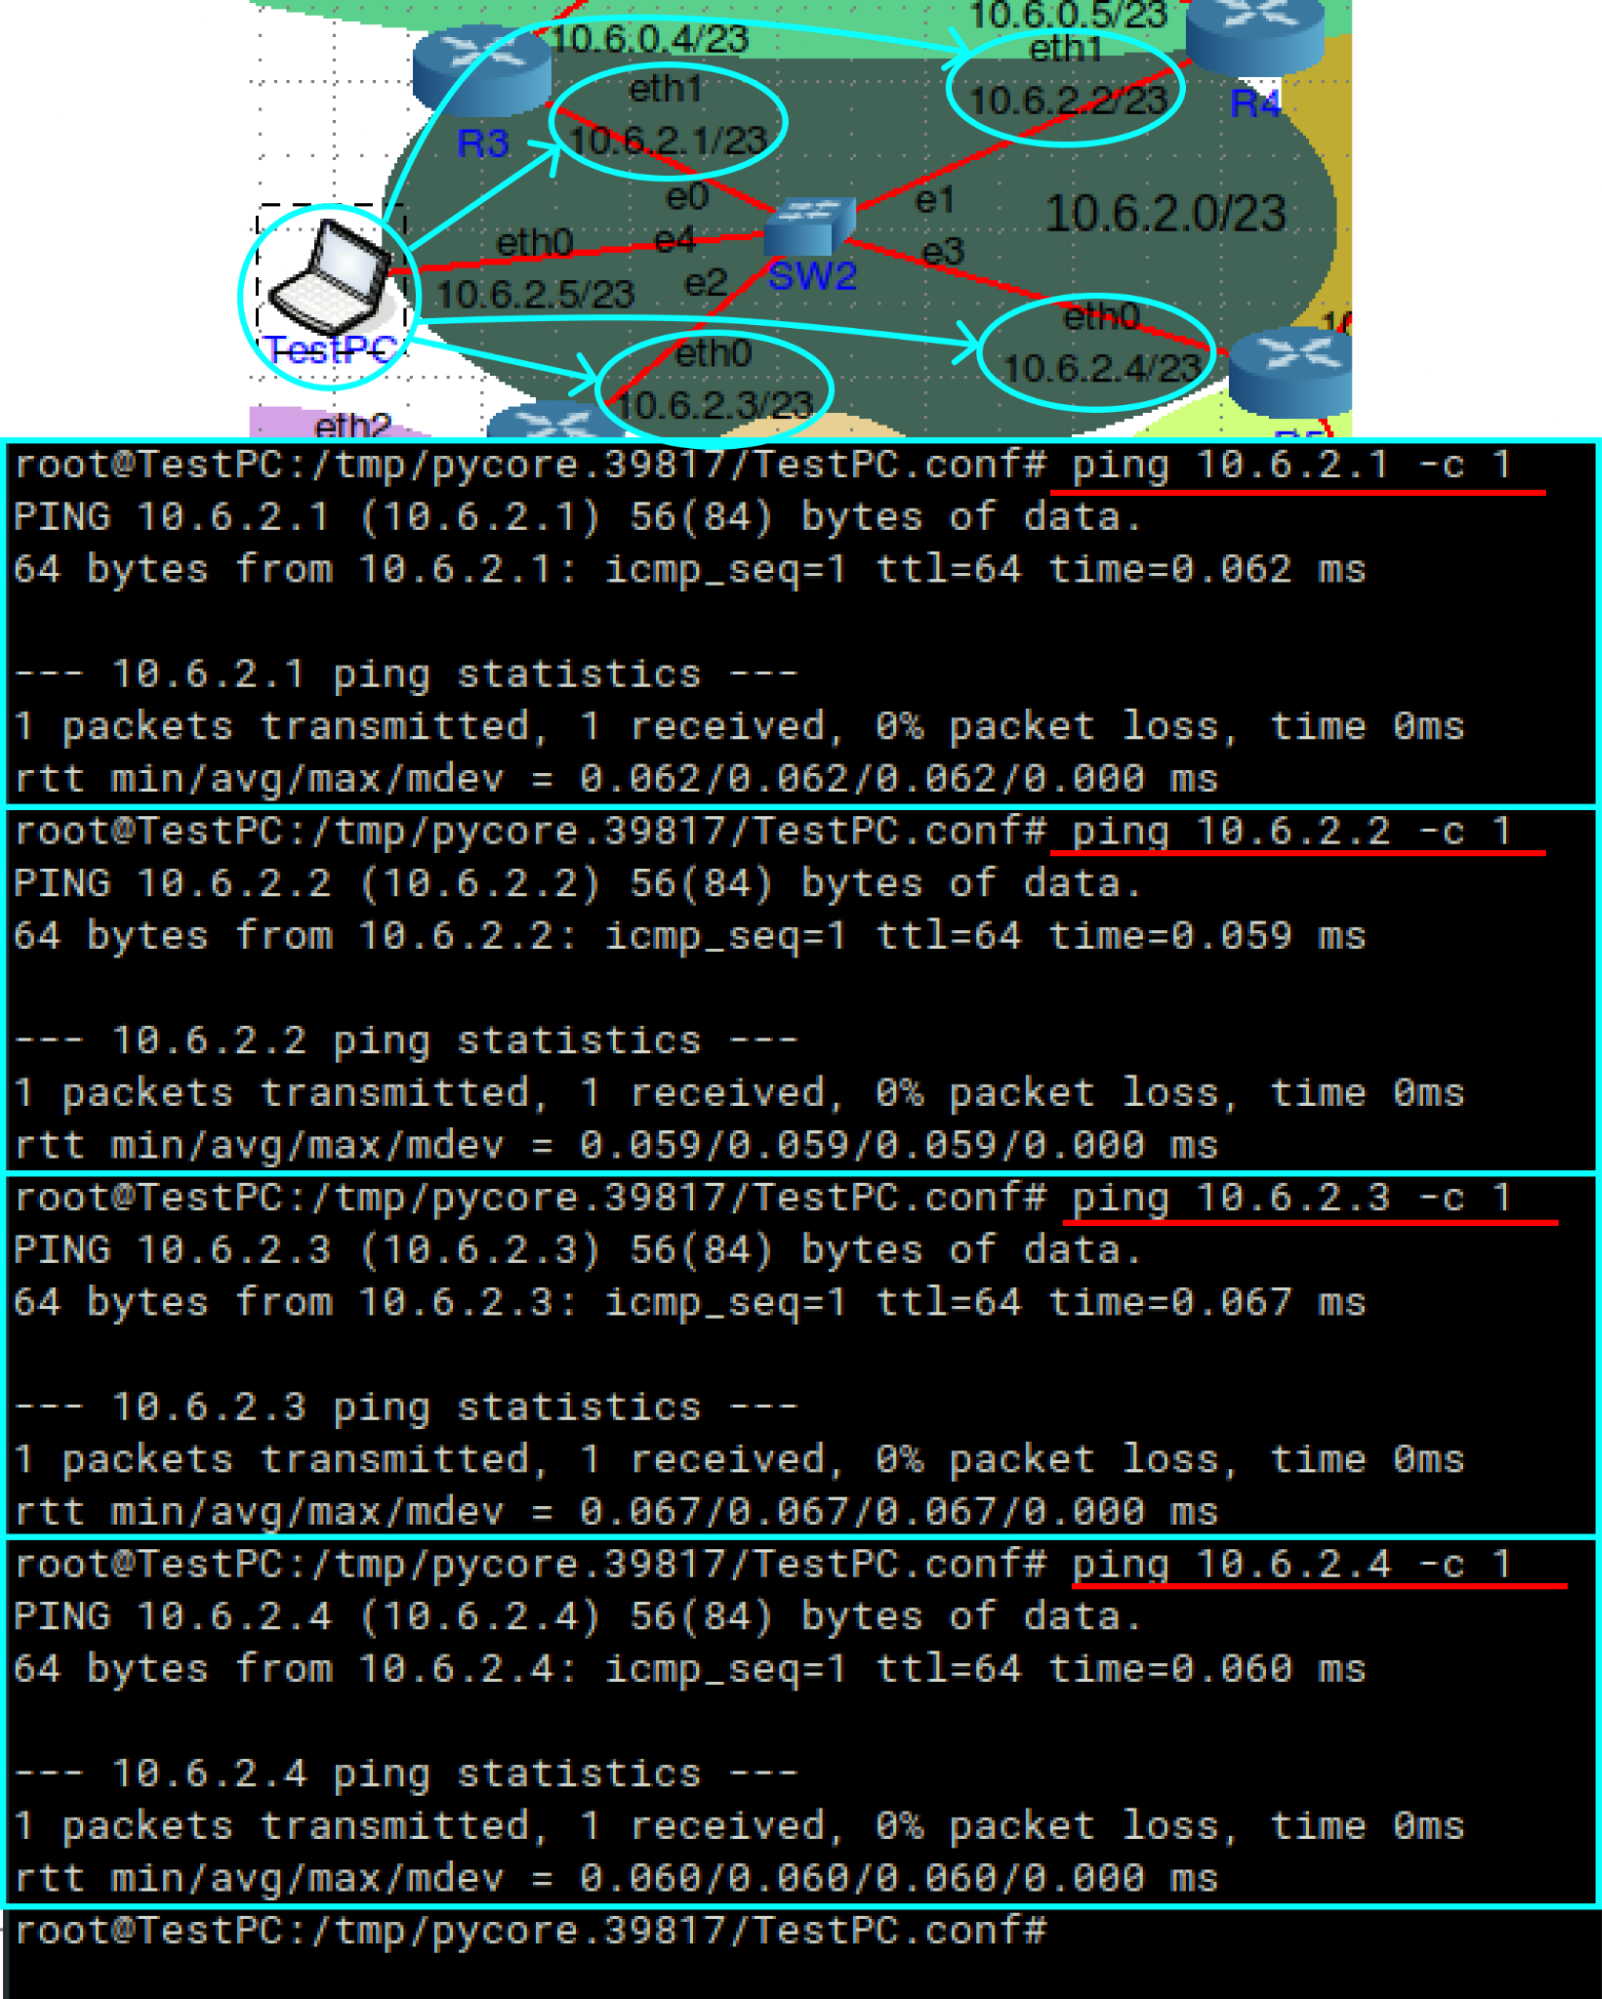 10.6.0.5/23
10.6.0.4/23
eth1
eth1
10.6.2.2/23
R4
10.6.2.1/23
R3
e0
e1
10.6.2.0/23
eth0
e4
e3
SW2
e2
10.6.2.5/23
eth0
TestPC
eth0
10.6.2.4/23
10.6.2.3/23
eth2
root@TestPC:/tmp/pycore.39817/TestPC.conf# ping 10.6.2.1 -c 1
PING 10.6.2.1 (10.6.2.1) 56(84) bytes of data.
64 bytes from 10.6.2.1: icmp_seq=1 ttl=64 time=0.062 ms
--- 10.6.2.1 ping statistics ---
1 packets transmitted, 1 received, 0% packet loss, time 0ms
rtt min/avg/max/mdev = 0.062/0.062/0.062/0.000 ms
root@TestPC:/tmp/pycore.39817/TestPC.conf# ping 10.6.2.2 -c 1
PING 10.6.2.2 (10.6.2.2) 56(84) bytes of data.
64 bytes from 10.6.2.2: icmp_seq=1 ttl=64 time=0.059 ms
--- 10.6.2.2 ping statistics ---
1 packets transmitted, 1 received, 0% packet loss, time 0ms
rtt min/avg/max/mdev = 0.059/0.059/0.059/0.000 ms
root@TestPC:/tmp/pycore.39817/TestPC.conf# ping 10.6.2.3 -c 1
PING 10.6.2.3 (10.6.2.3) 56(84) bytes of data.
64 bytes from 10.6.2.3: icmp_seq=1 ttl=64 time=0.067 ms
--- 10.6.2.3 ping statistics ---
1 packets transmitted, 1 received, 0% packet loss, time 0ms
rtt min/avg/max/mdev = 0.067/0.067/0.067/0.000 ms
root@TestPC:/tmp/pycore.39817/TestPC.conf# ping 10.6.2.4 -c 1
PING 10.6.2.4 (10.6.2.4) 56(84) bytes of data.
64 bytes from 10.6.2.4: icmp_seq=1 ttl=64 time=0.060 ms
--- 10.6.2.4 ping statistics ---
1 packets transmitted, 1 received, 0% packet loss, time 0ms
rtt min/avg/max/mdev = 0.060/0.060/0.060/0.000 ms
root@TestPC:/tmp/pycore.39817/TestPC.conf#